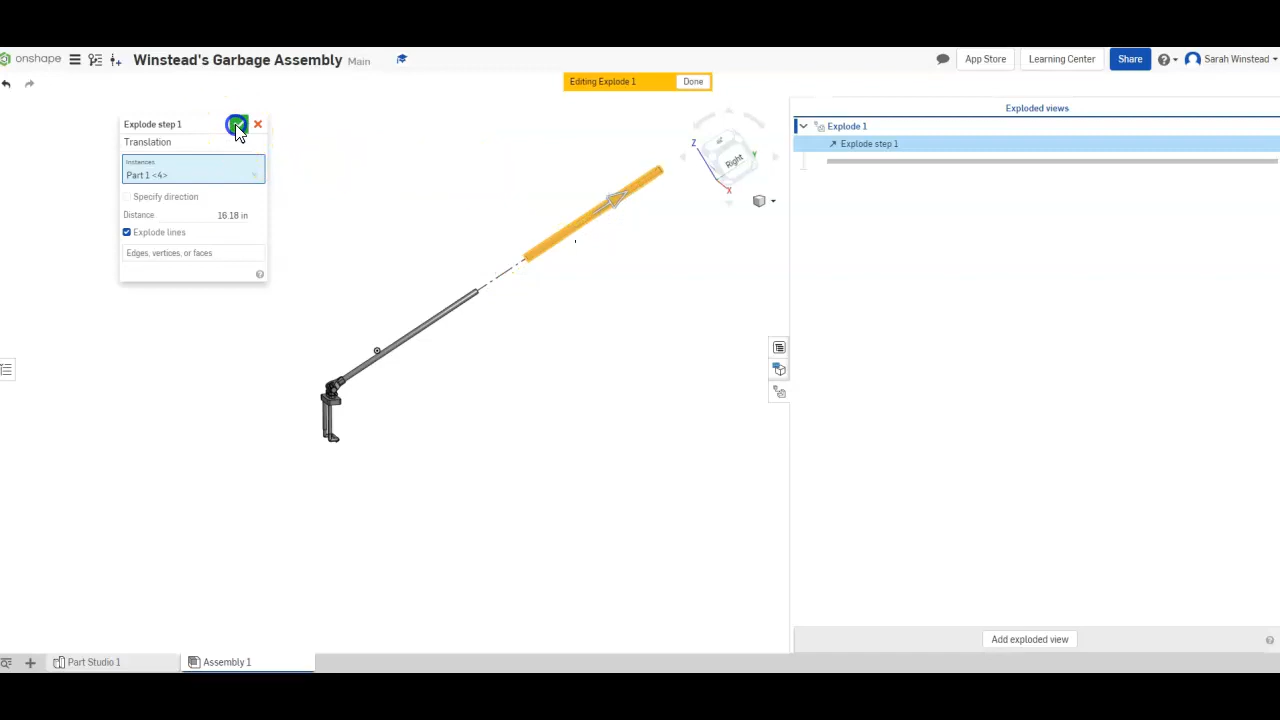 onshape
Winstead's Garbage Assembly Main
App Store
Learning Center
Share
Sarah Winstead
Editing Explode 1
Done
Exploded views
Explode step 1
Translation
Instances
Part 1 <4>
Specify direction
Distance
16.18 in
Explode lines
Edges, vertices, or faces
Z
Right
Y
X
Explode 1
Explode step 1
Add exploded view
Part Studio 1
Assembly 1